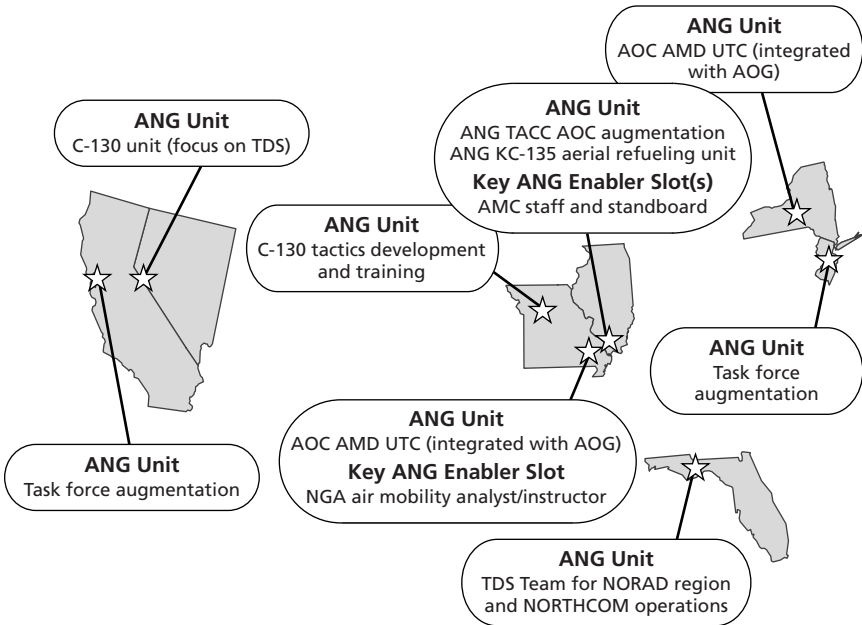 ANG Unit
AOC AMD UTC (integrated
with AOG)
ANG Unit
C-130 unit (focus on TDS)
ANG Unit
ANG TACC AOC augmentation
ANG KC-135 aerial refueling unit
Key ANG Enabler Slot(s)
AMC staff and standboard
ANG Unit
C-130 tactics development
and training
ANG Unit
Task force
augmentation
ANG Unit
AOC AMD UTC (integrated with AOG)
Key ANG Enabler Slot
NGA air mobility analyst/instructor
ANG Unit
Task force augmentation
ANG Unit
TDS Team for NORAD region
and NORTHCOM operations